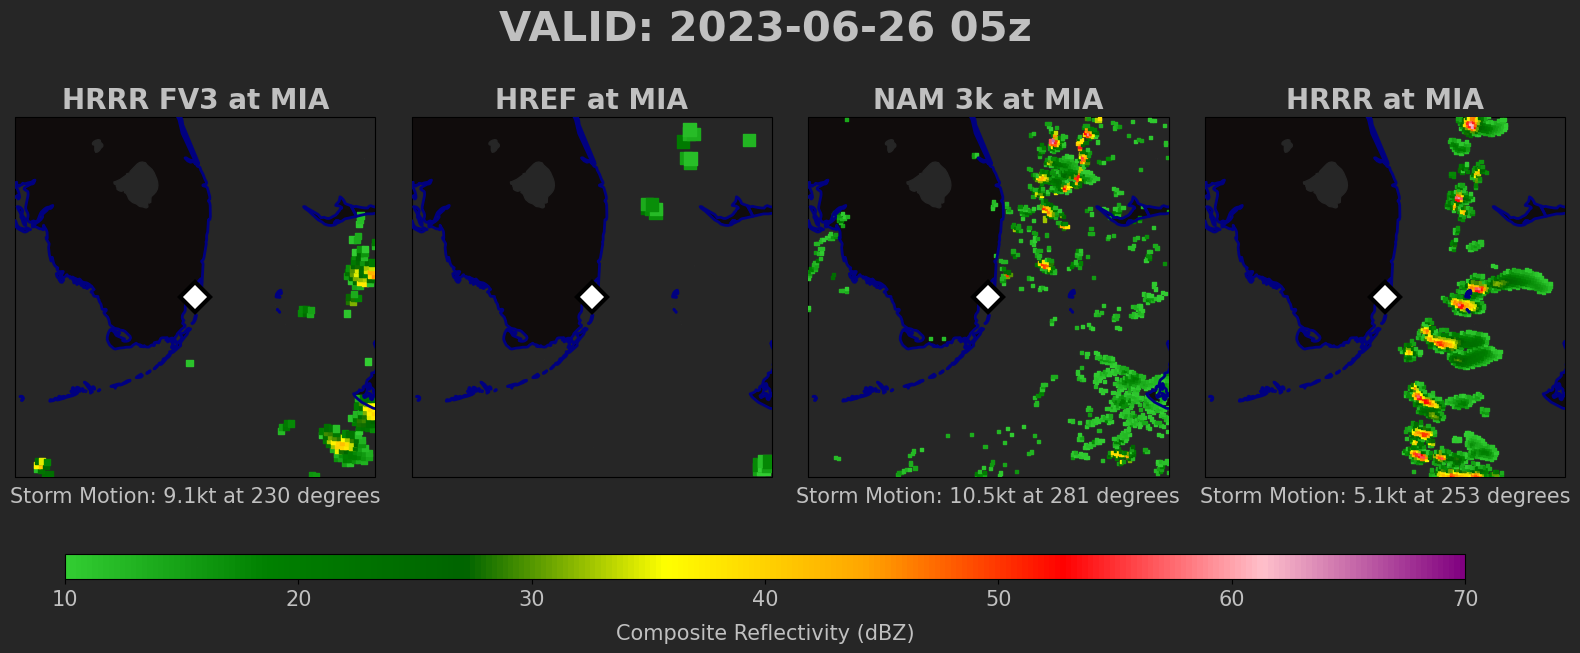 VALID: 2023-06-26 05z
HRRR FV3 at MIA
HREF at MIA
NAM 3k at MIA
HRRR at MIA
Storm Motion: 9.1kt at 230 degrees
Storm Motion: 10.5kt at 281 degrees
Storm Motion: 5.1kt at 253 degrees
10 20 30 40 50 60 70
Composite Reflectivity (dBZ)